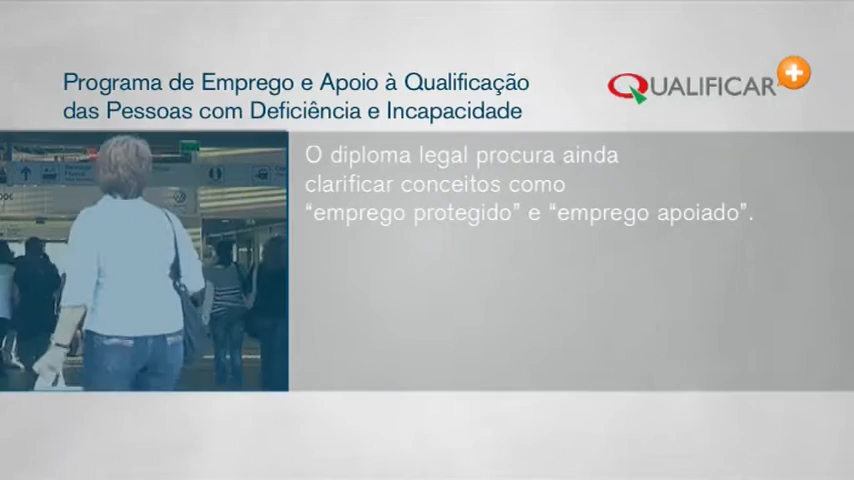 Programa de Emprego e Apoio à Qualificação
das Pessoas com Deficiência e Incapacidade
QUALIFICAR +
O diploma legal procura ainda
clarificar conceitos como
“emprego protegido” e “emprego apoiado”.